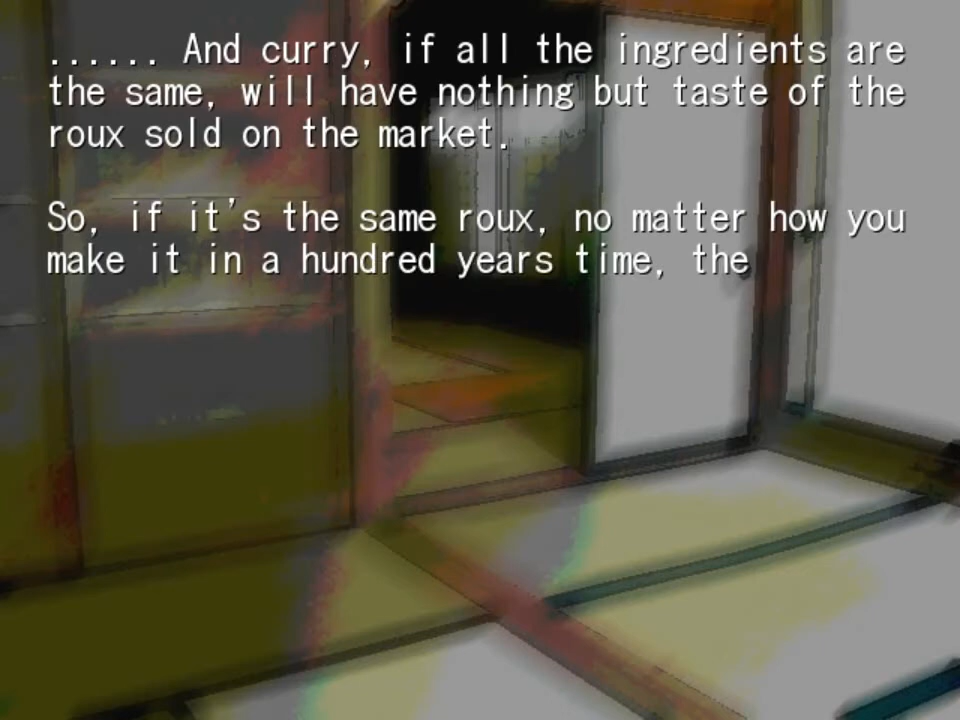 ...... And curry, if all the ingredients are
the same, will have nothing but taste of the
roux sold on the market.
So, if it's the same roux, no matter how you
make it in a hundred years time, the